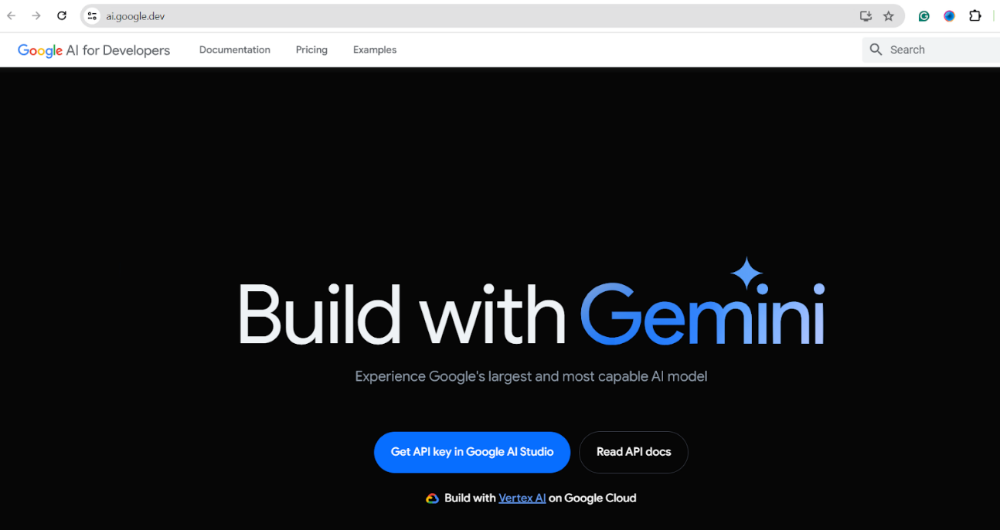 ai.google.dev
Google AI for Developers Documentation Pricing Examples Search
Build with Gemini
Experience Google's largest and most capable AI model
Get API key in Google AI Studio Read API docs
Build with Vertex AI on Google Cloud